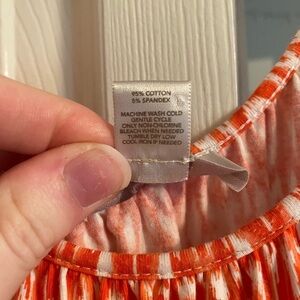 95% COTTON
5% SPANDEX
MACHINE WASH COLD
GENTLE CYCLE
ONLY NON-CHLORINE
BLEACH WHEN NEEDED
TUMBLE DRY LOW
COOL IRON IF NEEDED